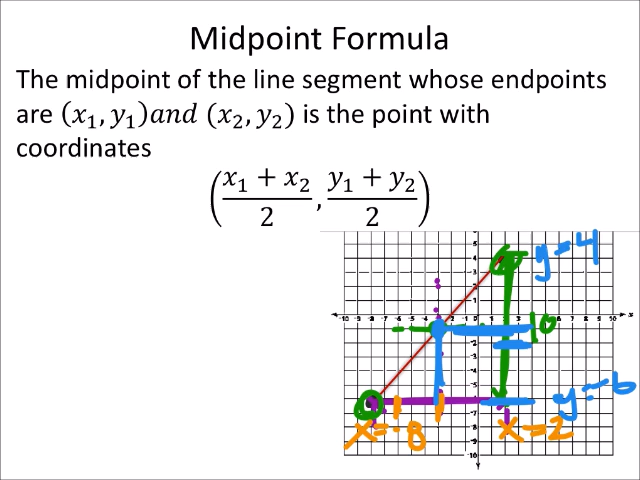 Midpoint Formula
The midpoint of the line segment whose endpoints
are (x₁, y₁)and (x₂, y₂) is the point with
coordinates
((x₁ + x₂)/2, (y₁ + y₂)/2)
y=4
10
y=-6
x=-8
x=2